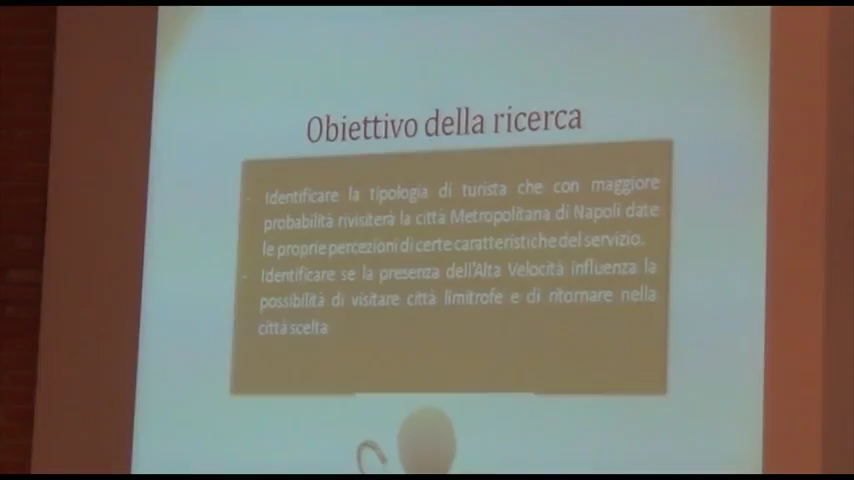 Obiettivo della ricerca
- Identificare la tipologia di turista che con maggiore
probabilità rivisiterà la città Metropolitana di Napoli date
le proprie percezioni di certe caratteristiche del servizio.
- Identificare se la presenza dell'Alta Velocità influenza la
possibilità di visitare città limitrofe e di ritornare nella
città scelta